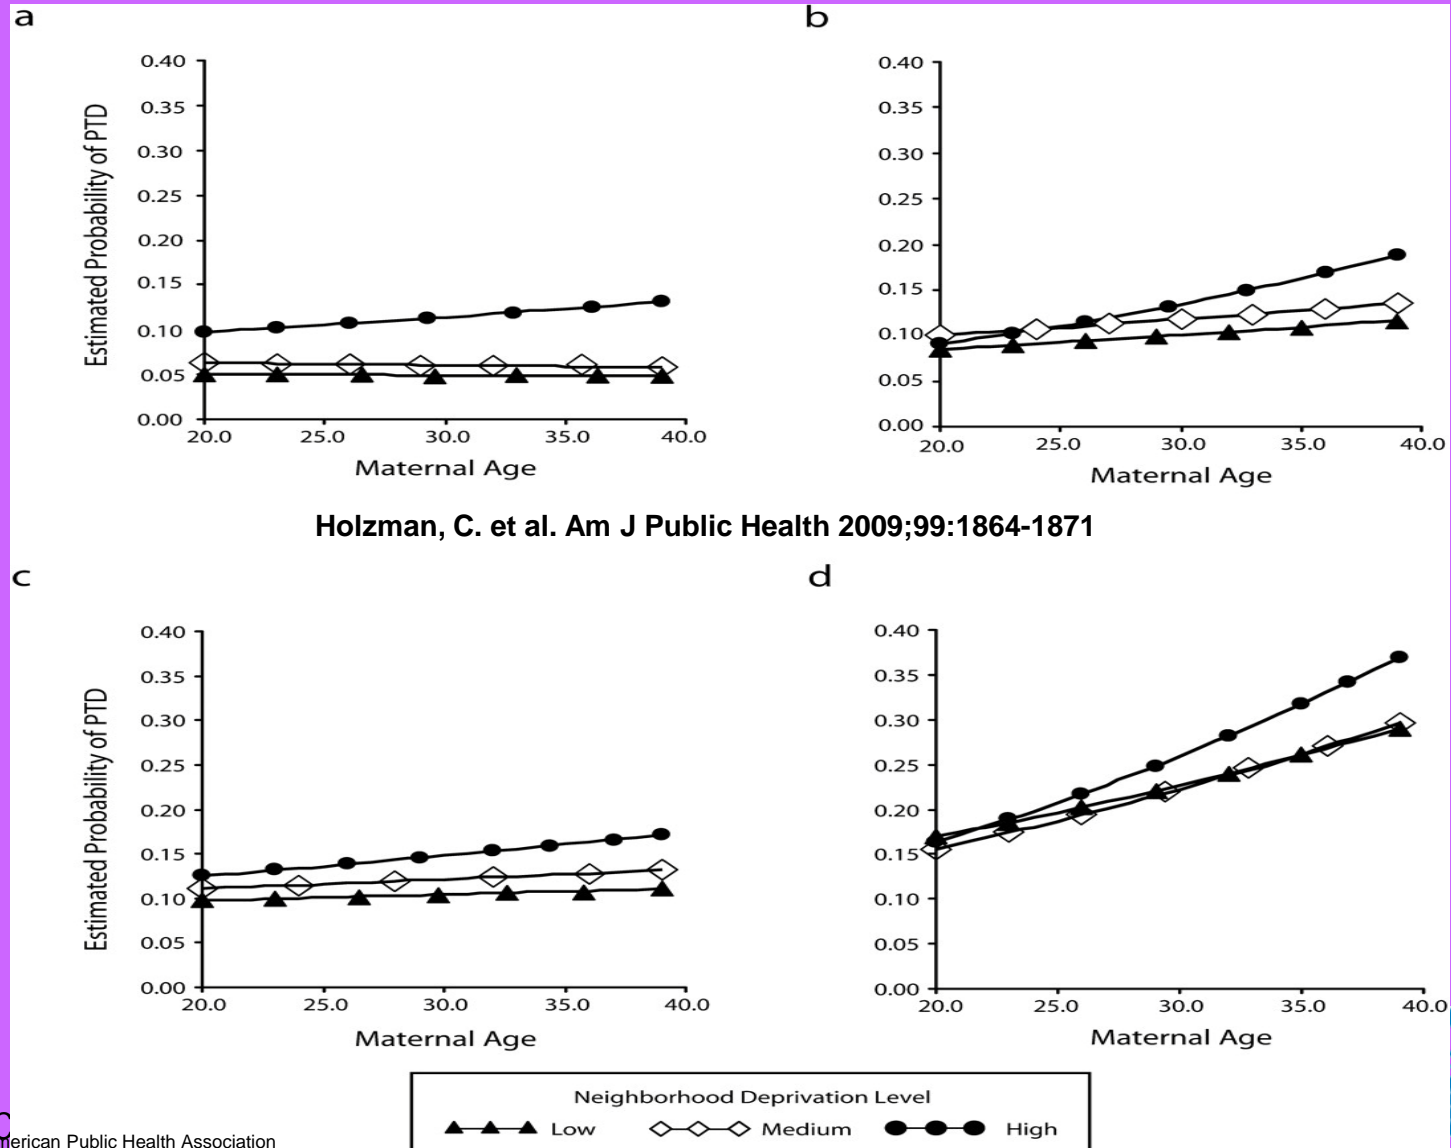 a
0.40
0.35
0.30
0.25
0.20
0.15
0.10
0.05
0.00
Estimated Probability of PTD
20.0 25.0 30.0 35.0 40.0
Maternal Age
b
0.40
0.35
0.30
0.25
0.20
0.15
0.10
0.05
0.00
20.0 25.0 30.0 35.0 40.0
Maternal Age
Holzman, C. et al. Am J Public Health 2009;99:1864-1871
c
0.40
0.35
0.30
0.25
0.20
0.15
0.10
0.05
0.00
Estimated Probability of PTD
20.0 25.0 30.0 35.0 40.0
Maternal Age
d
0.40
0.35
0.30
0.25
0.20
0.15
0.10
0.05
0.00
20.0 25.0 30.0 35.0 40.0
Maternal Age
Neighborhood Deprivation Level
Low Medium High
merican Public Health Association